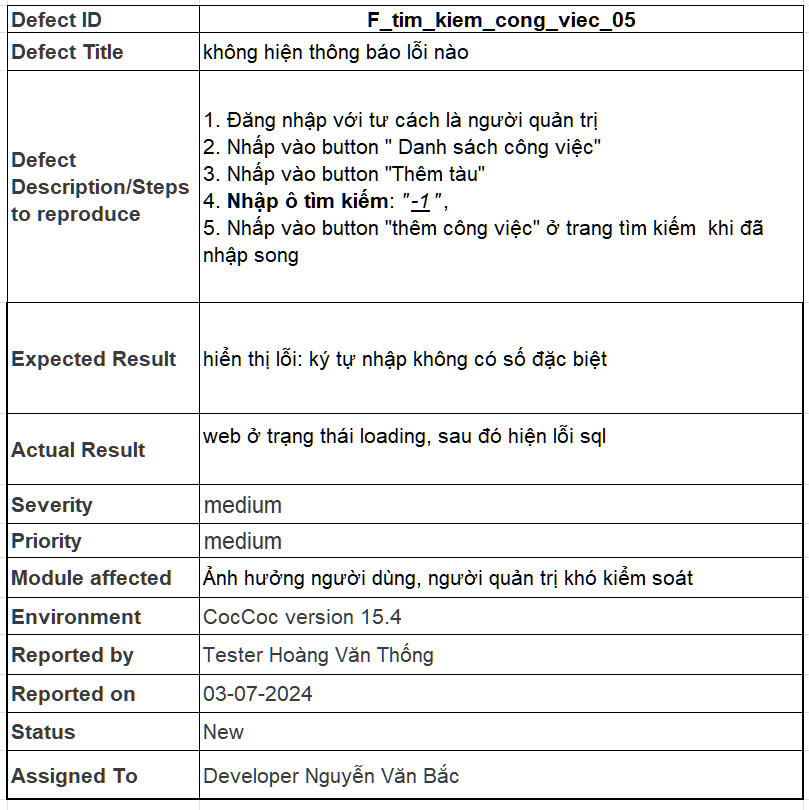 Defect ID F_tim_kiem_cong_viec_05
Defect Title không hiện thông báo lỗi nào
Defect Description/Steps to reproduce
1. Đăng nhập với tư cách là người quản trị
2. Nhấp vào button " Danh sách công việc"
3. Nhấp vào button "Thêm tàu"
4. Nhập ô tìm kiếm: "-1",
5. Nhấp vào button "thêm công việc" ở trang tìm kiếm khi đã
nhập song
Expected Result hiển thị lỗi: ký tự nhập không có số đặc biệt
Actual Result web ở trạng thái loading, sau đó hiện lỗi sql
Severity medium
Priority medium
Module affected Ảnh hưởng người dùng, người quản trị khó kiểm soát
Environment CocCoc version 15.4
Reported by Tester Hoàng Văn Thống
Reported on 03-07-2024
Status New
Assigned To Developer Nguyễn Văn Bắc